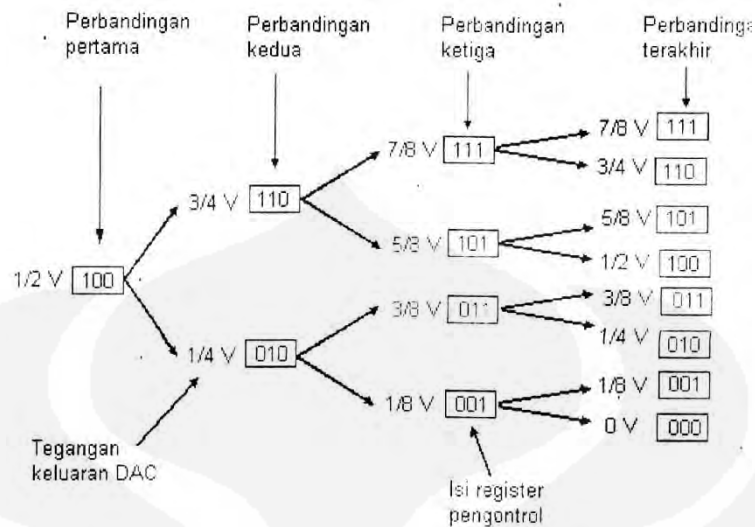 Perbandingan
pertama
Perbandingan
kedua
Perbandingan
ketiga
Perbandinga
terakhir
1/2 V 100
3/4 V 110
1/4 V 010
7/8 V 111
5/8 V 101
3/8 V 011
1/8 V 001
7/8 V 111
3/4 V 110
5/8 V 101
1/2 V 100
3/8 V 011
1/4 V 010
1/8 V 001
0 V 000
Tegangan
keluaran DAC
Isi register
pengontrol